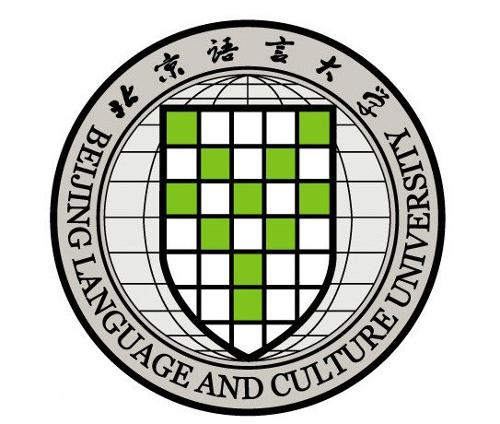 北京语言大学
BEIJING LANGUAGE AND CULTURE UNIVERSITY